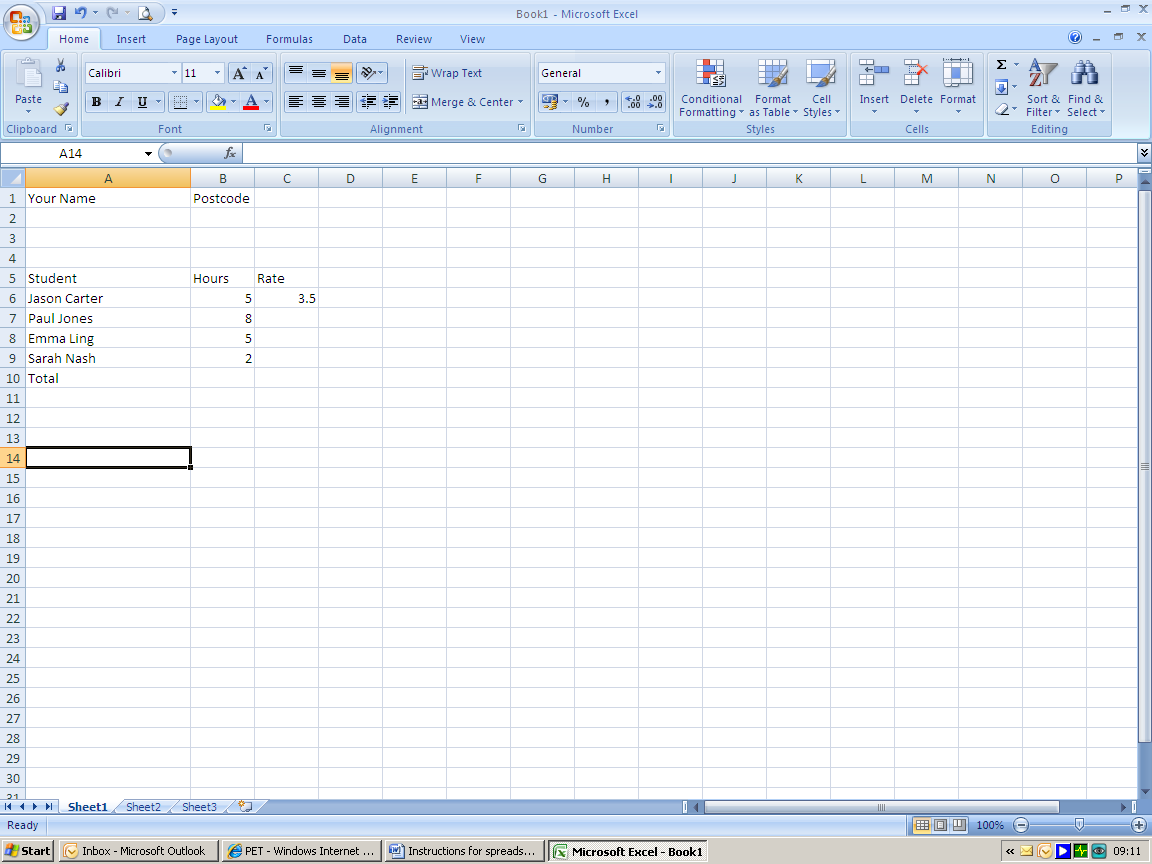 Book1 - Microsoft Excel
Home Insert Page Layout Formulas Data Review View
Paste
Calibri 11
B I U
Wrap Text
Merge & Center
General
%
Conditional Formatting
Format as Table
Cell Styles
Insert Delete Format
Σ
Sort & Filter
Find & Select
Clipboard Font Alignment Number Styles Cells Editing
A14 fx
A B C D E F G H I J K L M N O P
1 Your Name Postcode
2
3
4
5 Student Hours Rate
6 Jason Carter 5 3.5
7 Paul Jones 8
8 Emma Ling 5
9 Sarah Nash 2
10 Total
11
12
13
14
15
16
17
18
19
20
21
22
23
24
25
26
27
28
29
30
31
Sheet1 Sheet2 Sheet3
Ready 100%
Start Inbox - Microsoft Outlook PET - Windows Internet ... Instructions for spreads... Microsoft Excel - Book1 « 09:11